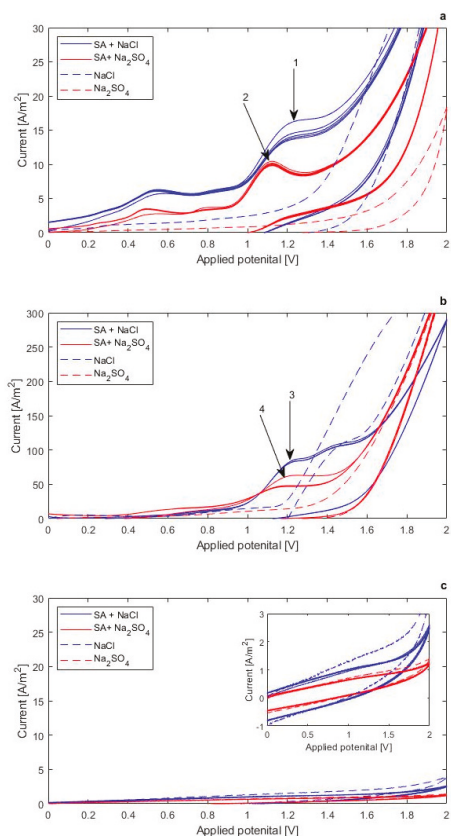 a
30
25
20
15
10
5
0
Current [A/m²]
SA + NaCl
SA+ Na₂SO₄
NaCl
Na₂SO₄
1
2
0 0.2 0.4 0.6 0.8 1 1.2 1.4 1.6 1.8 2
Applied potenital [V]
b
300
250
200
150
100
50
0
Current [A/m²]
SA + NaCl
SA+ Na₂SO₄
NaCl
Na₂SO₄
3
4
0 0.2 0.4 0.6 0.8 1 1.2 1.4 1.6 1.8 2
Applied potenital [V]
c
30
25
20
15
10
5
0
Current [A/m²]
SA + NaCl
SA+ Na₂SO₄
NaCl
Na₂SO₄
3
2
1
0
-1
Current [A/m²]
0 0.5 1 1.5 2
Applied potenital [V]
0 0.2 0.4 0.6 0.8 1 1.2 1.4 1.6 1.8 2
Applied potenital [V]